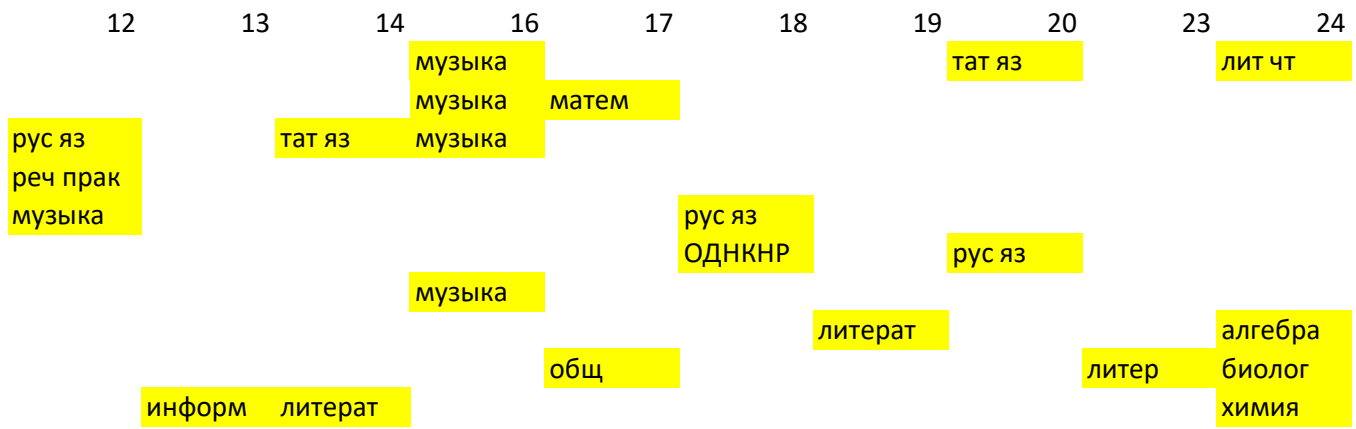 12 13 14 16 17 18 19 20 23 24
музыка тат яз лит чт
музыка матем
рус яз тат яз музыка
реч прак
музыка рус яз
ОДНКНР рус яз
музыка
литерат алгебра
общ литер биолог
информ литерат химия